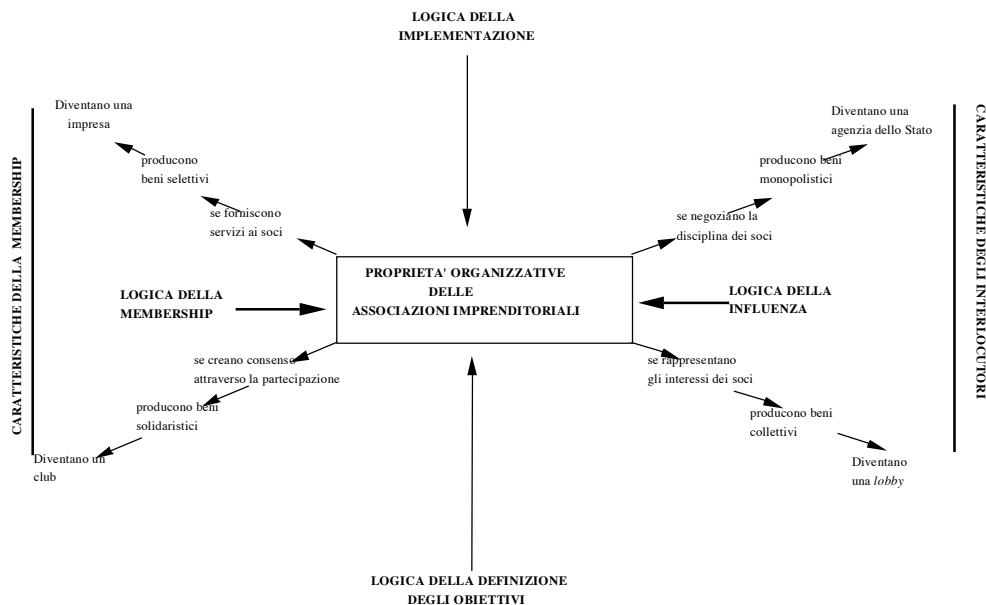 LOGICA DELLA
IMPLEMENTAZIONE
Diventano una
impresa
producono
beni selettivi
se forniscono
servizi ai soci
Diventano una
agenzia dello Stato
producono beni
monopolistici
se negoziano la
disciplina dei soci
CARATTERISTICHE DELLA MEMBERSHIP
LOGICA DELLA
MEMBERSHIP
PROPRIETA' ORGANIZZATIVE
DELLE
ASSOCIAZIONI IMPRENDITORIALI
LOGICA DELLA
INFLUENZA
CARATTERISTICHE DEGLI INTERLOCUTORI
se creano consenso
attraverso la partecipazione
producono beni
solidaristici
Diventano un
club
se rappresentano
gli interessi dei soci
producono beni
collettivi
Diventano
una lobby
LOGICA DELLA DEFINIZIONE
DEGLI OBIETTIVI